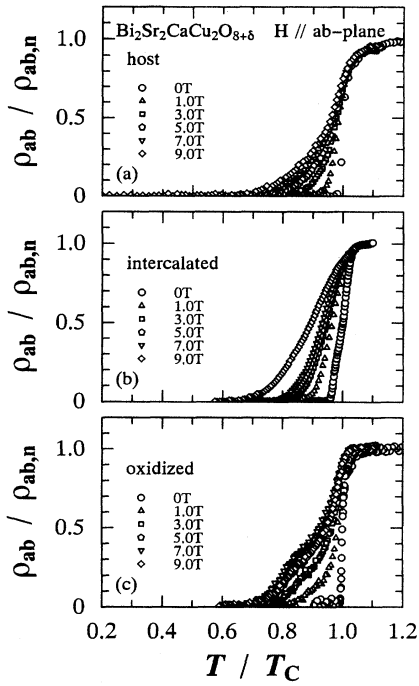 Bi₂Sr₂CaCu₂O₈₊δ H // ab-plane
1.0
host
0T
1.0T
3.0T
5.0T
7.0T
9.0T
0.5
ρab / ρab,n
0
(a)
1.0
intercalated
0T
1.0T
3.0T
5.0T
7.0T
9.0T
0.5
ρab / ρab,n
0
(b)
1.0
oxidized
0T
1.0T
3.0T
5.0T
7.0T
9.0T
0.5
ρab / ρab,n
0
(c)
0.2 0.4 0.6 0.8 1.0 1.2
T / TC